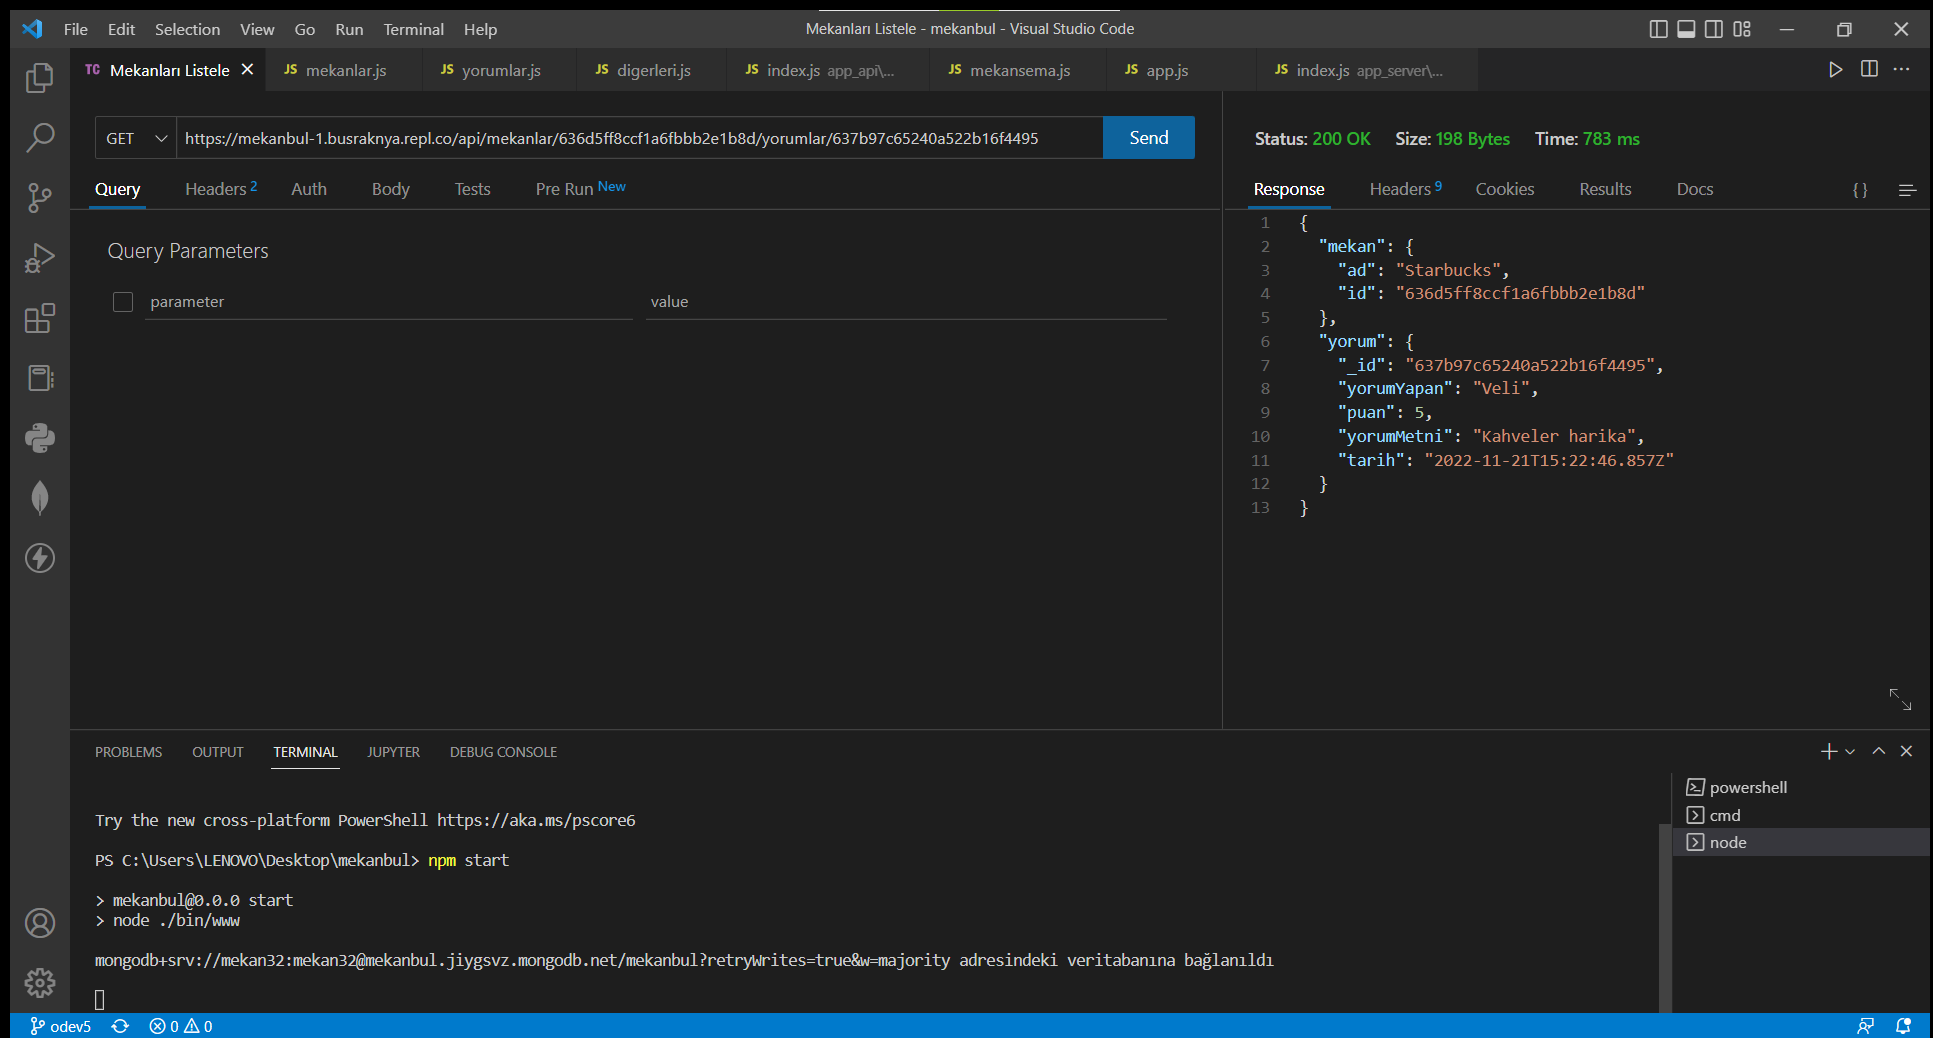 File Edit Selection View Go Run Terminal Help
Mekanları Listele - mekanbul - Visual Studio Code
TC Mekanları Listele
JS mekanlar.js
JS yorumlar.js
JS digerleri.js
JS index.js app_api\...
JS mekansema.js
JS app.js
JS index.js app_server\...
GET https://mekanbul-1.busraknya.repl.co/api/mekanlar/636d5ff8ccf1a6fbbb2e1b8d/yorumlar/637b97c65240a522b16f4495 Send
Query Headers 2 Auth Body Tests Pre Run New
Query Parameters
parameter value
Status: 200 OK Size: 198 Bytes Time: 783 ms
Response Headers 9 Cookies Results Docs {}
1 {
2 "mekan": {
3 "ad": "Starbucks",
4 "id": "636d5ff8ccf1a6fbbb2e1b8d"
5 },
6 "yorum": {
7 "_id": "637b97c65240a522b16f4495",
8 "yorumYapan": "Veli",
9 "puan": 5,
10 "yorumMetni": "Kahveler harika",
11 "tarih": "2022-11-21T15:22:46.857Z"
12 }
13 }
PROBLEMS OUTPUT TERMINAL JUPYTER DEBUG CONSOLE
Try the new cross-platform PowerShell https://aka.ms/pscore6
PS C:\Users\LENOVO\Desktop\mekanbul> npm start
> mekanbul@0.0.0 start
> node ./bin/www
mongodb+srv://mekan32:mekan32@mekanbul.jiygsvz.mongodb.net/mekanbul?retryWrites=true&w=majority adresindeki veritabanına bağlanıldı
powershell
cmd
node
odev5 0 0